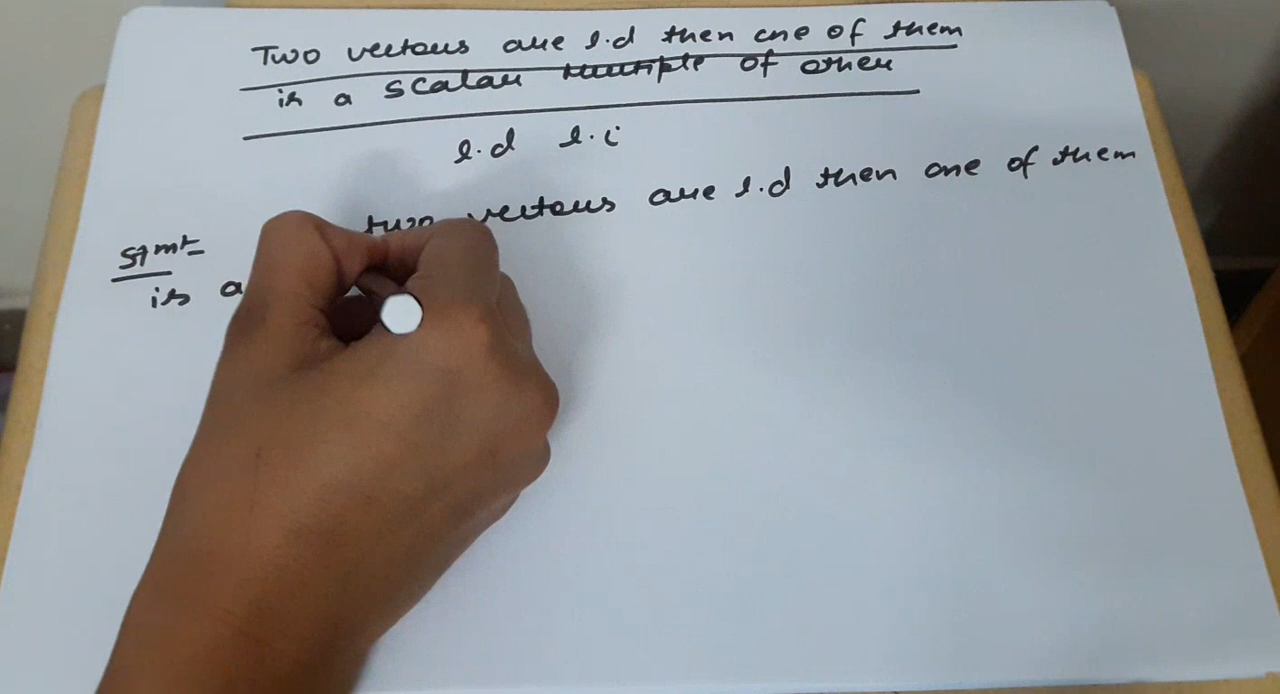 Two vectors are l.d then one of them
is a scalar multiple of other
l.d l.i
Stmt two vectors are l.d then one of them
is a